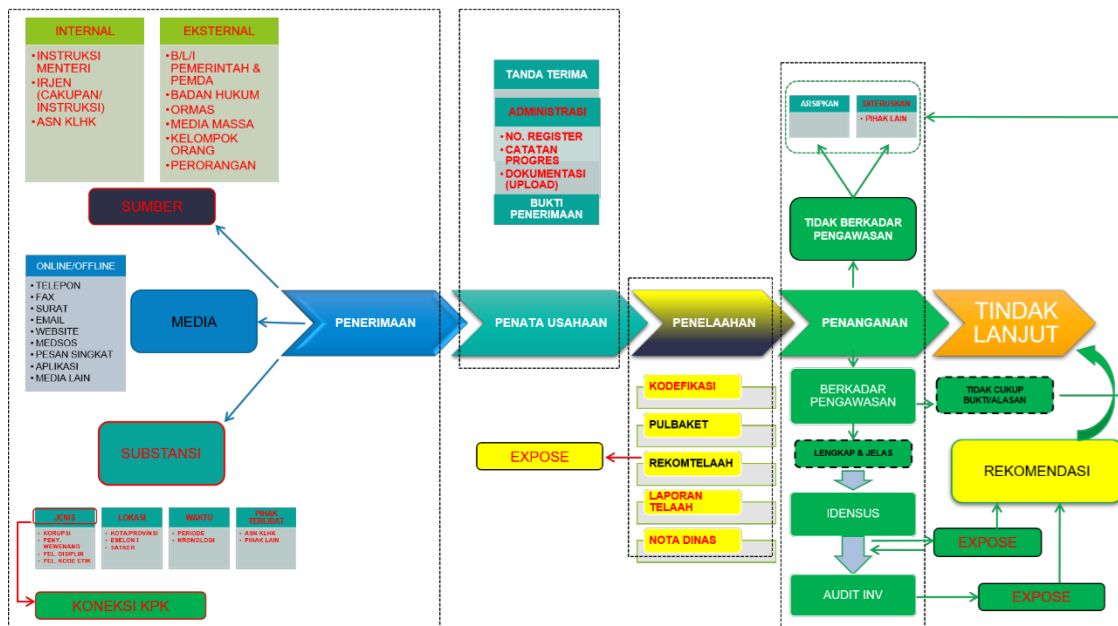 INTERNAL
•INSTRUKSI
MENTERI
•IRJEN
(CAKUPAN/
INSTRUKSI)
•ASN KLHK
EKSTERNAL
•B/L/I
PEMERINTAH &
PEMDA
•BADAN HUKUM
•ORMAS
•MEDIA MASSA
•KELOMPOK
ORANG
•PERORANGAN
SUMBER
ONLINE/OFFLINE
• TELEPON
• FAX
• SURAT
• EMAIL
• WEBSITE
• MEDSOS
• PESAN SINGKAT
• APLIKASI
• MEDIA LAIN
MEDIA
SUBSTANSI
JENIS
• KORUPSI
• PENY.
WEWENANG
• PEL. DISIPLIN
• PEL. KODE ETIK
LOKASI
• KOTA/PROVINSI
• ESELON I
• SATKER
WAKTU
• PERIODE
• KRONOLOGI
PIHAK
TERLIBAT
• ASN KLHK
• PIHAK LAIN
KONEKSI KPK
PENERIMAAN
TANDA TERIMA
ADMINISTRASI
• NO. REGISTER
• CATATAN
PROGRES
• DOKUMENTASI
(UPLOAD)
BUKTI
PENERIMAAN
PENATA USAHAAN
PENELAAHAN
KODEFIKASI
PULBAKET
REKOMTELAAH
LAPORAN
TELAAH
NOTA DINAS
EXPOSE
ARSIPKAN
DITERUSKAN
• PIHAK LAIN
TIDAK BERKADAR
PENGAWASAN
PENANGANAN
BERKADAR
PENGAWASAN
TIDAK CUKUP
BUKTI/ALASAN
LENGKAP & JELAS
IDENSUS
EXPOSE
AUDIT INV
EXPOSE
TINDAK
LANJUT
REKOMENDASI